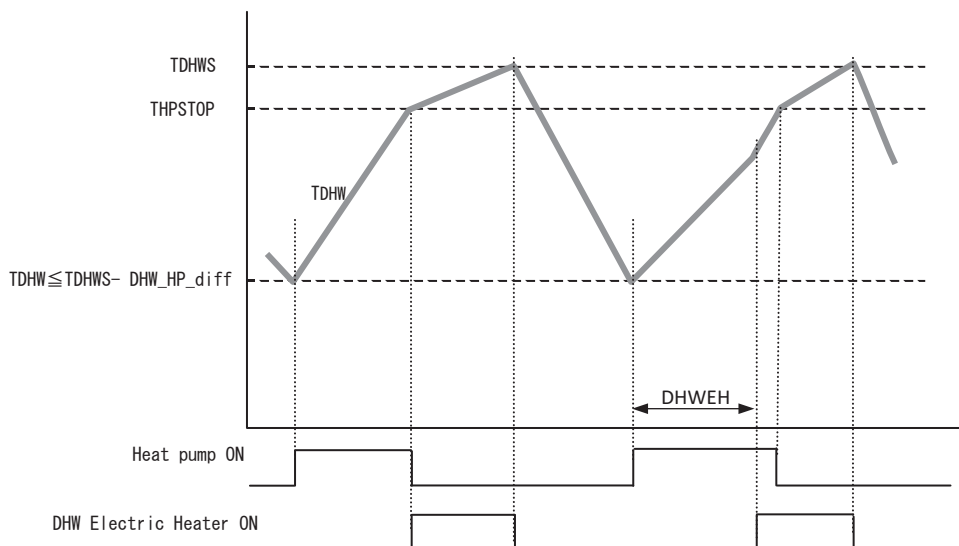 TDHWS
THPSTOP
TDHW
TDHW≦TDHWS- DHW_HP_diff
DHWEH
Heat pump ON
DHW Electric Heater ON